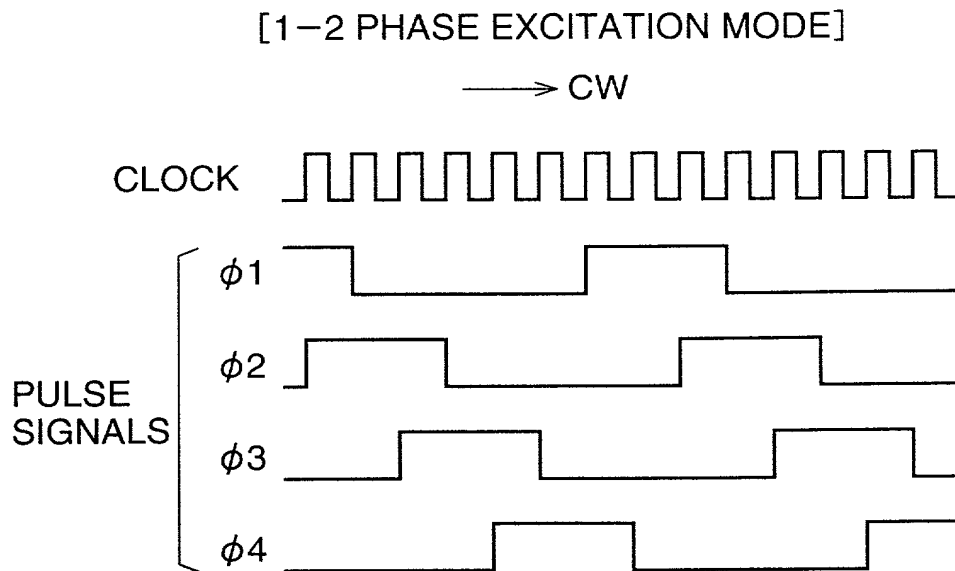 [1-2 PHASE EXCITATION MODE]
→ CW
CLOCK
ϕ1
ϕ2
PULSE
SIGNALS
ϕ3
ϕ4